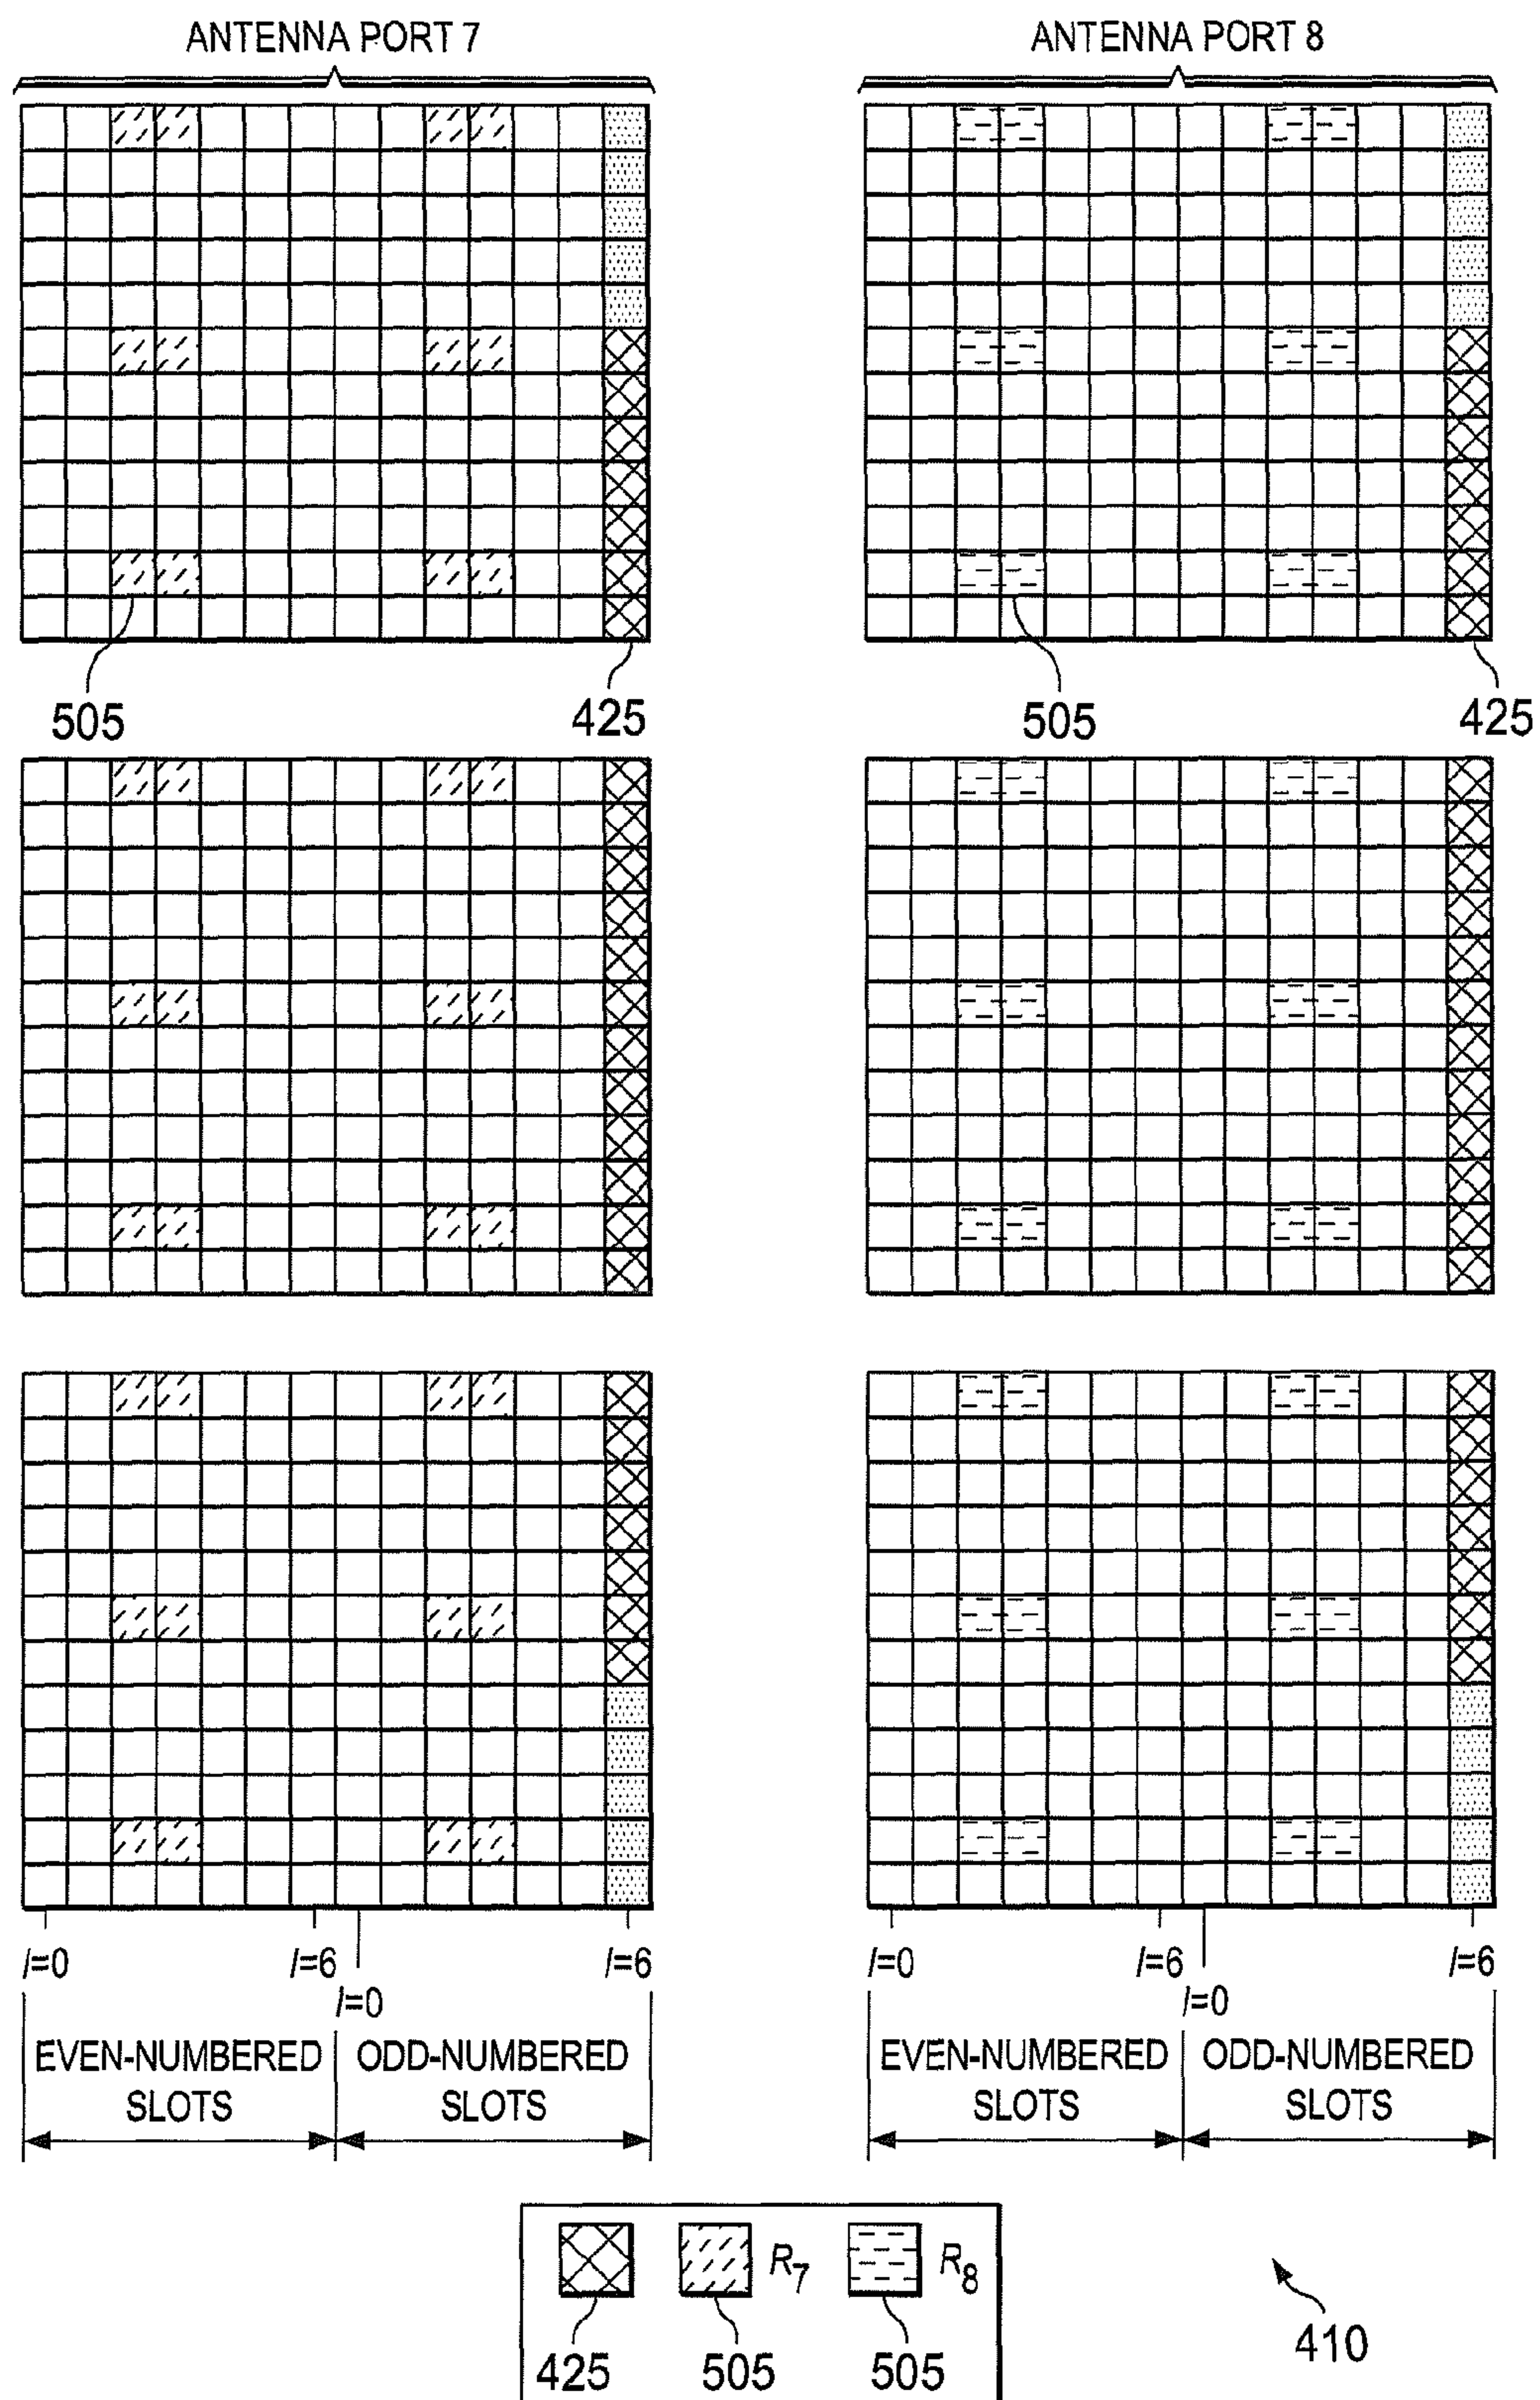 ANTENNA PORT 7
ANTENNA PORT 8
505
425
505
425
l=0
l=6
l=0
l=6
EVEN-NUMBERED
SLOTS
ODD-NUMBERED
SLOTS
l=0
l=6
l=0
l=6
EVEN-NUMBERED
SLOTS
ODD-NUMBERED
SLOTS
R7
R8
425
505
505
410